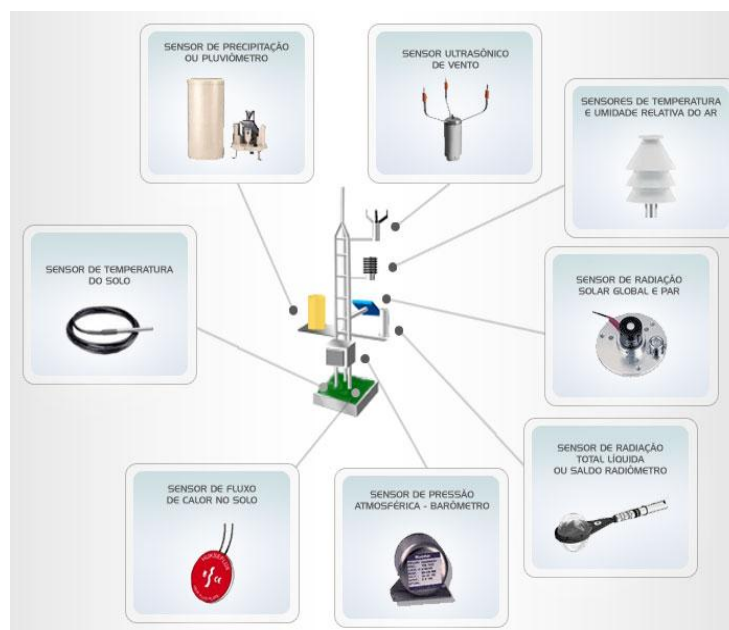 SENSOR DE PRECIPITAÇÃO
OU PLUVIÔMETRO
SENSOR ULTRASÔNICO
DE VENTO
SENSORES DE TEMPERATURA
E UMIDADE RELATIVA DO AR
SENSOR DE TEMPERATURA
DO SOLO
SENSOR DE RADIAÇÃO
SOLAR GLOBAL E PAR
SENSOR DE RADIAÇÃO
TOTAL LÍQUIDA
OU SALDO RADIÔMETRO
SENSOR DE FLUXO
DE CALOR NO SOLO
SENSOR DE PRESSÃO
ATMOSFÉRICA - BARÔMETRO